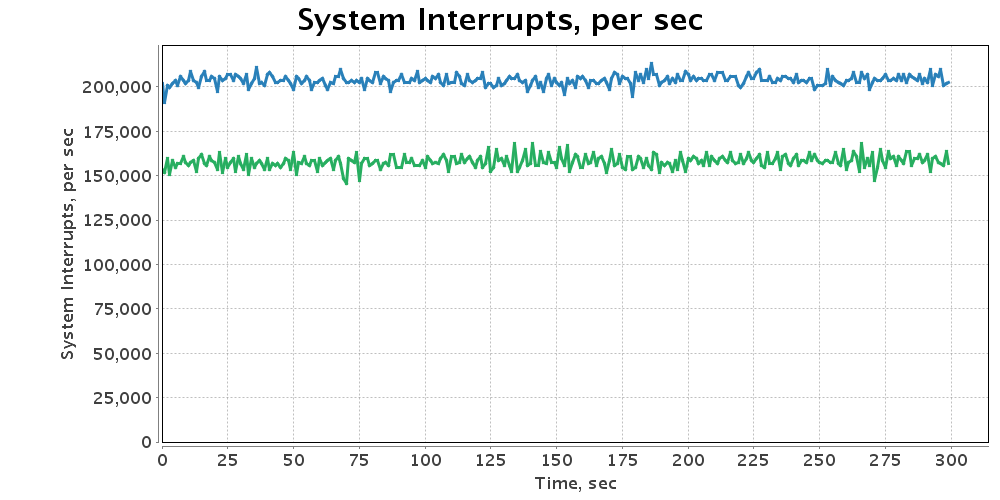 System Interrupts, per sec
200,000
175,000
150,000
125,000
100,000
75,000
50,000
25,000
0
System Interrupts, per sec
0 25 50 75 100 125 150 175 200 225 250 275 300
Time, sec